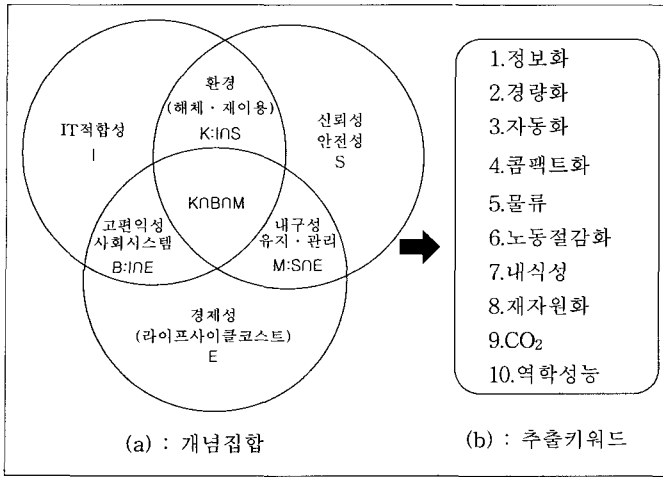 환경
(해체 · 재이용)
K:I∩S
IT적합성
I
신뢰성
안전성
S
K∩B∩M
고편익성
사회시스템
B:I∩E
내구성
유지 · 관리
M:S∩E
경제성
(라이프사이클코스트)
E
(a) : 개념집합
1.정보화
2.경량화
3.자동화
4.콤팩트화
5.물류
6.노동절감화
7.내식성
8.재자원화
9.CO₂
10.역학성능
(b) : 추출키워드